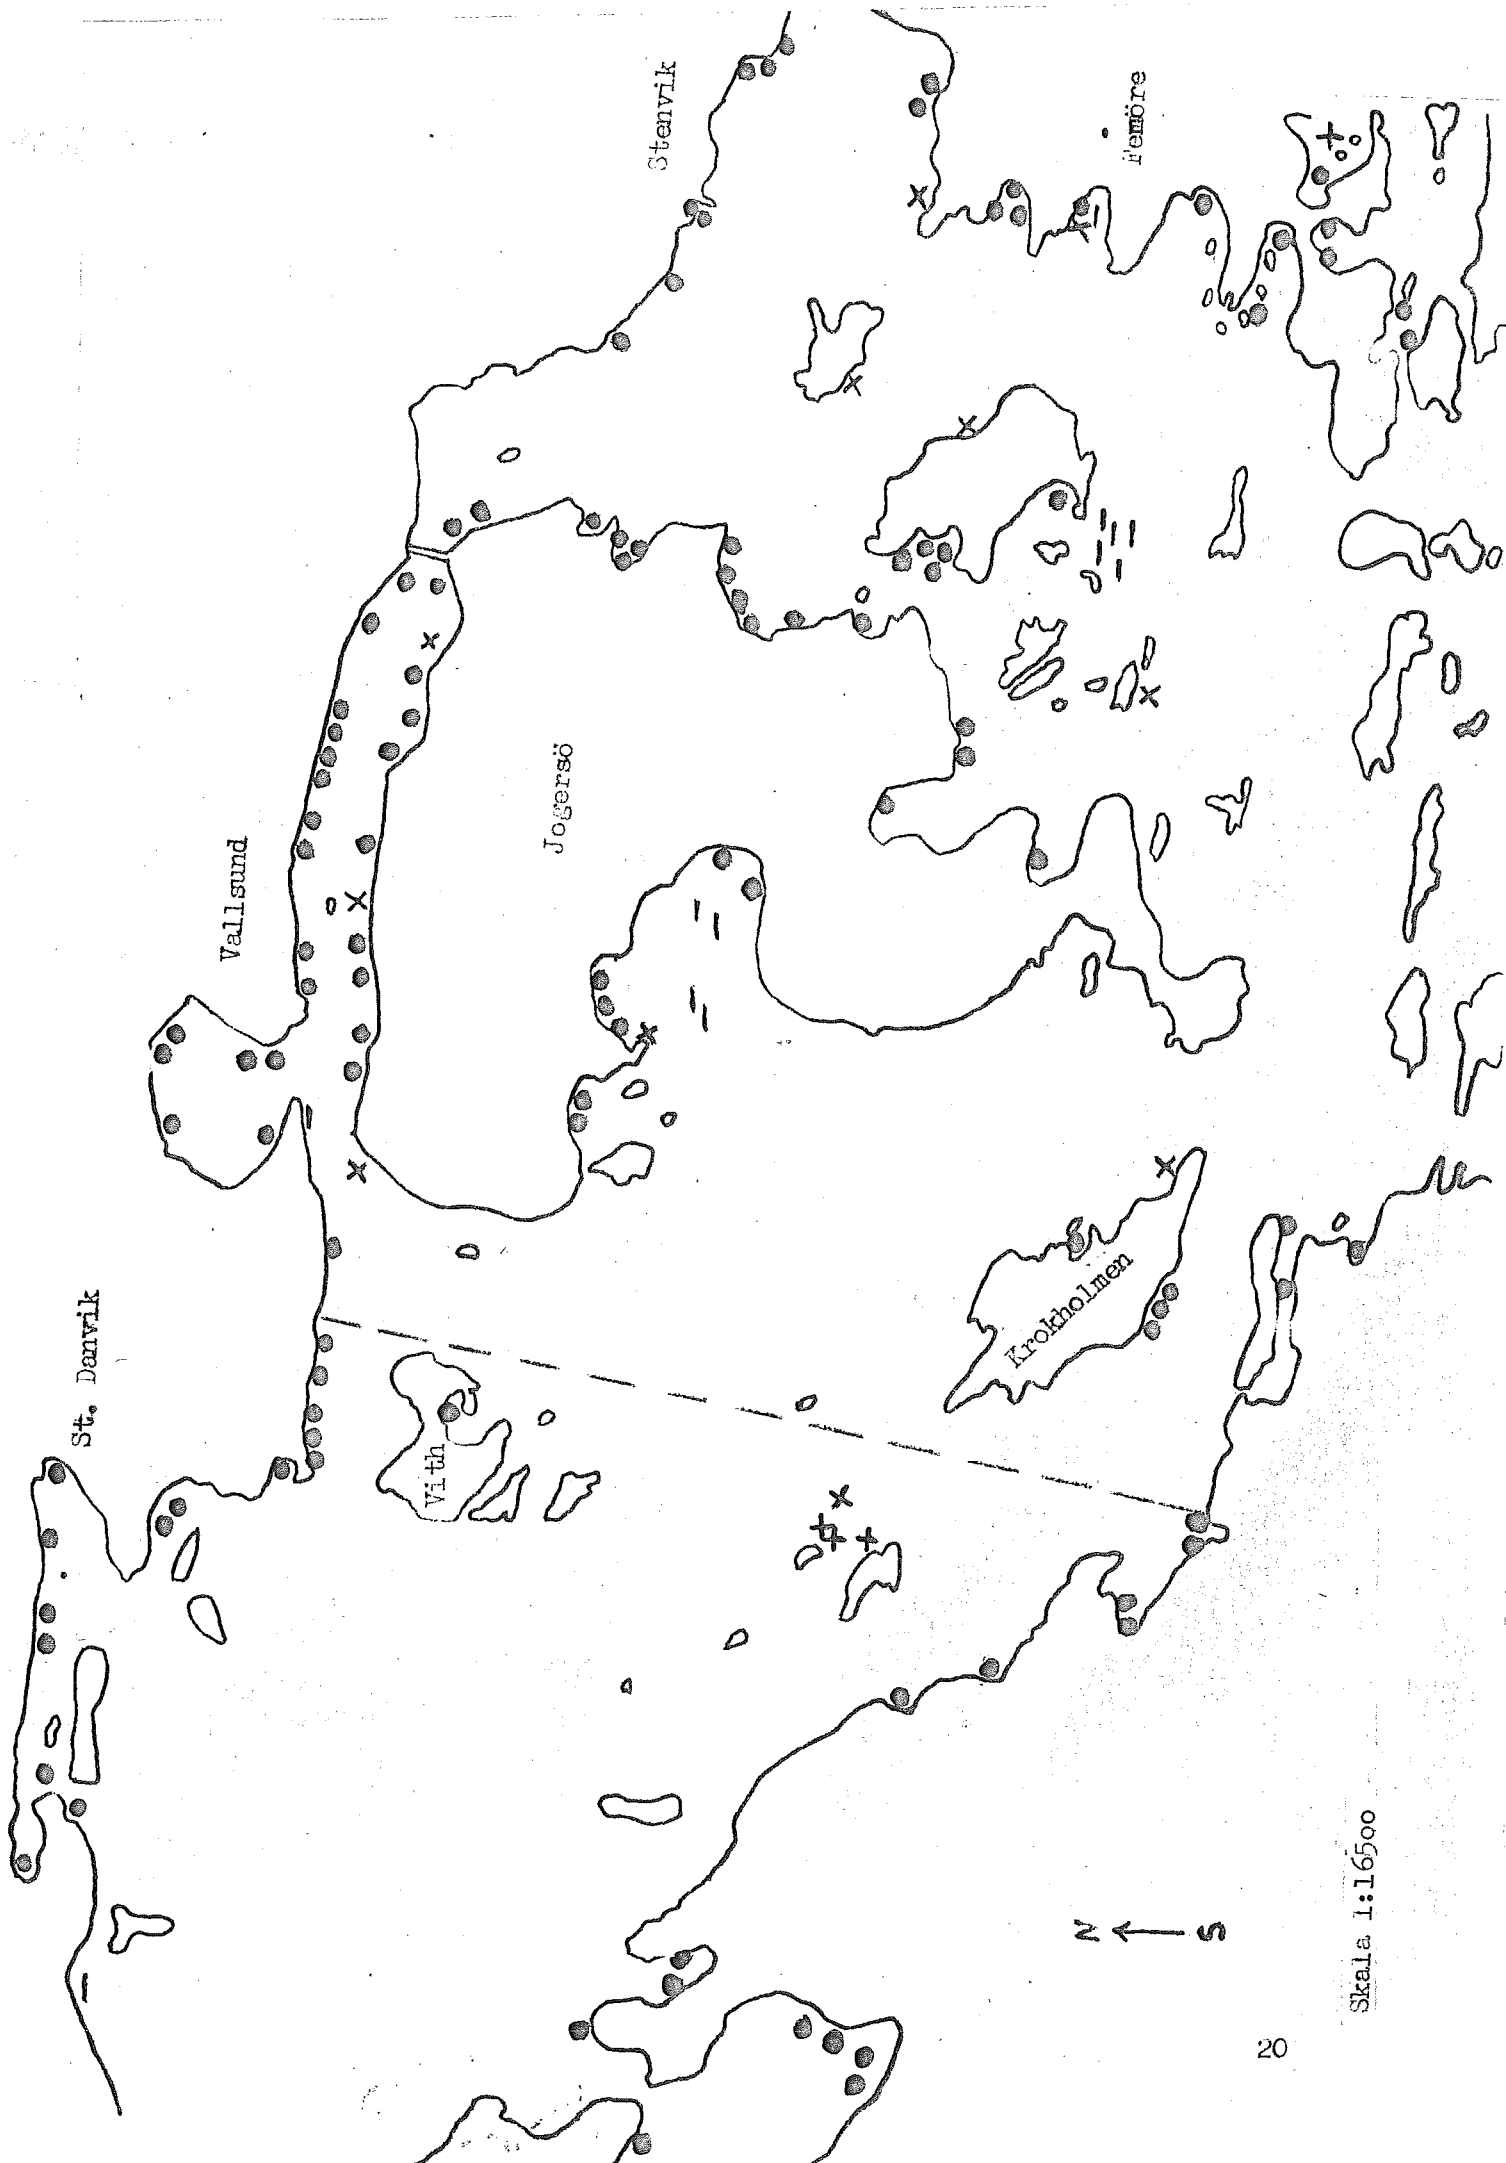 St. Danvik
Vallsund
Stenvik
Jogersö
Femöre
Vith
Krokholmen
N
S
Skala 1:16500
20